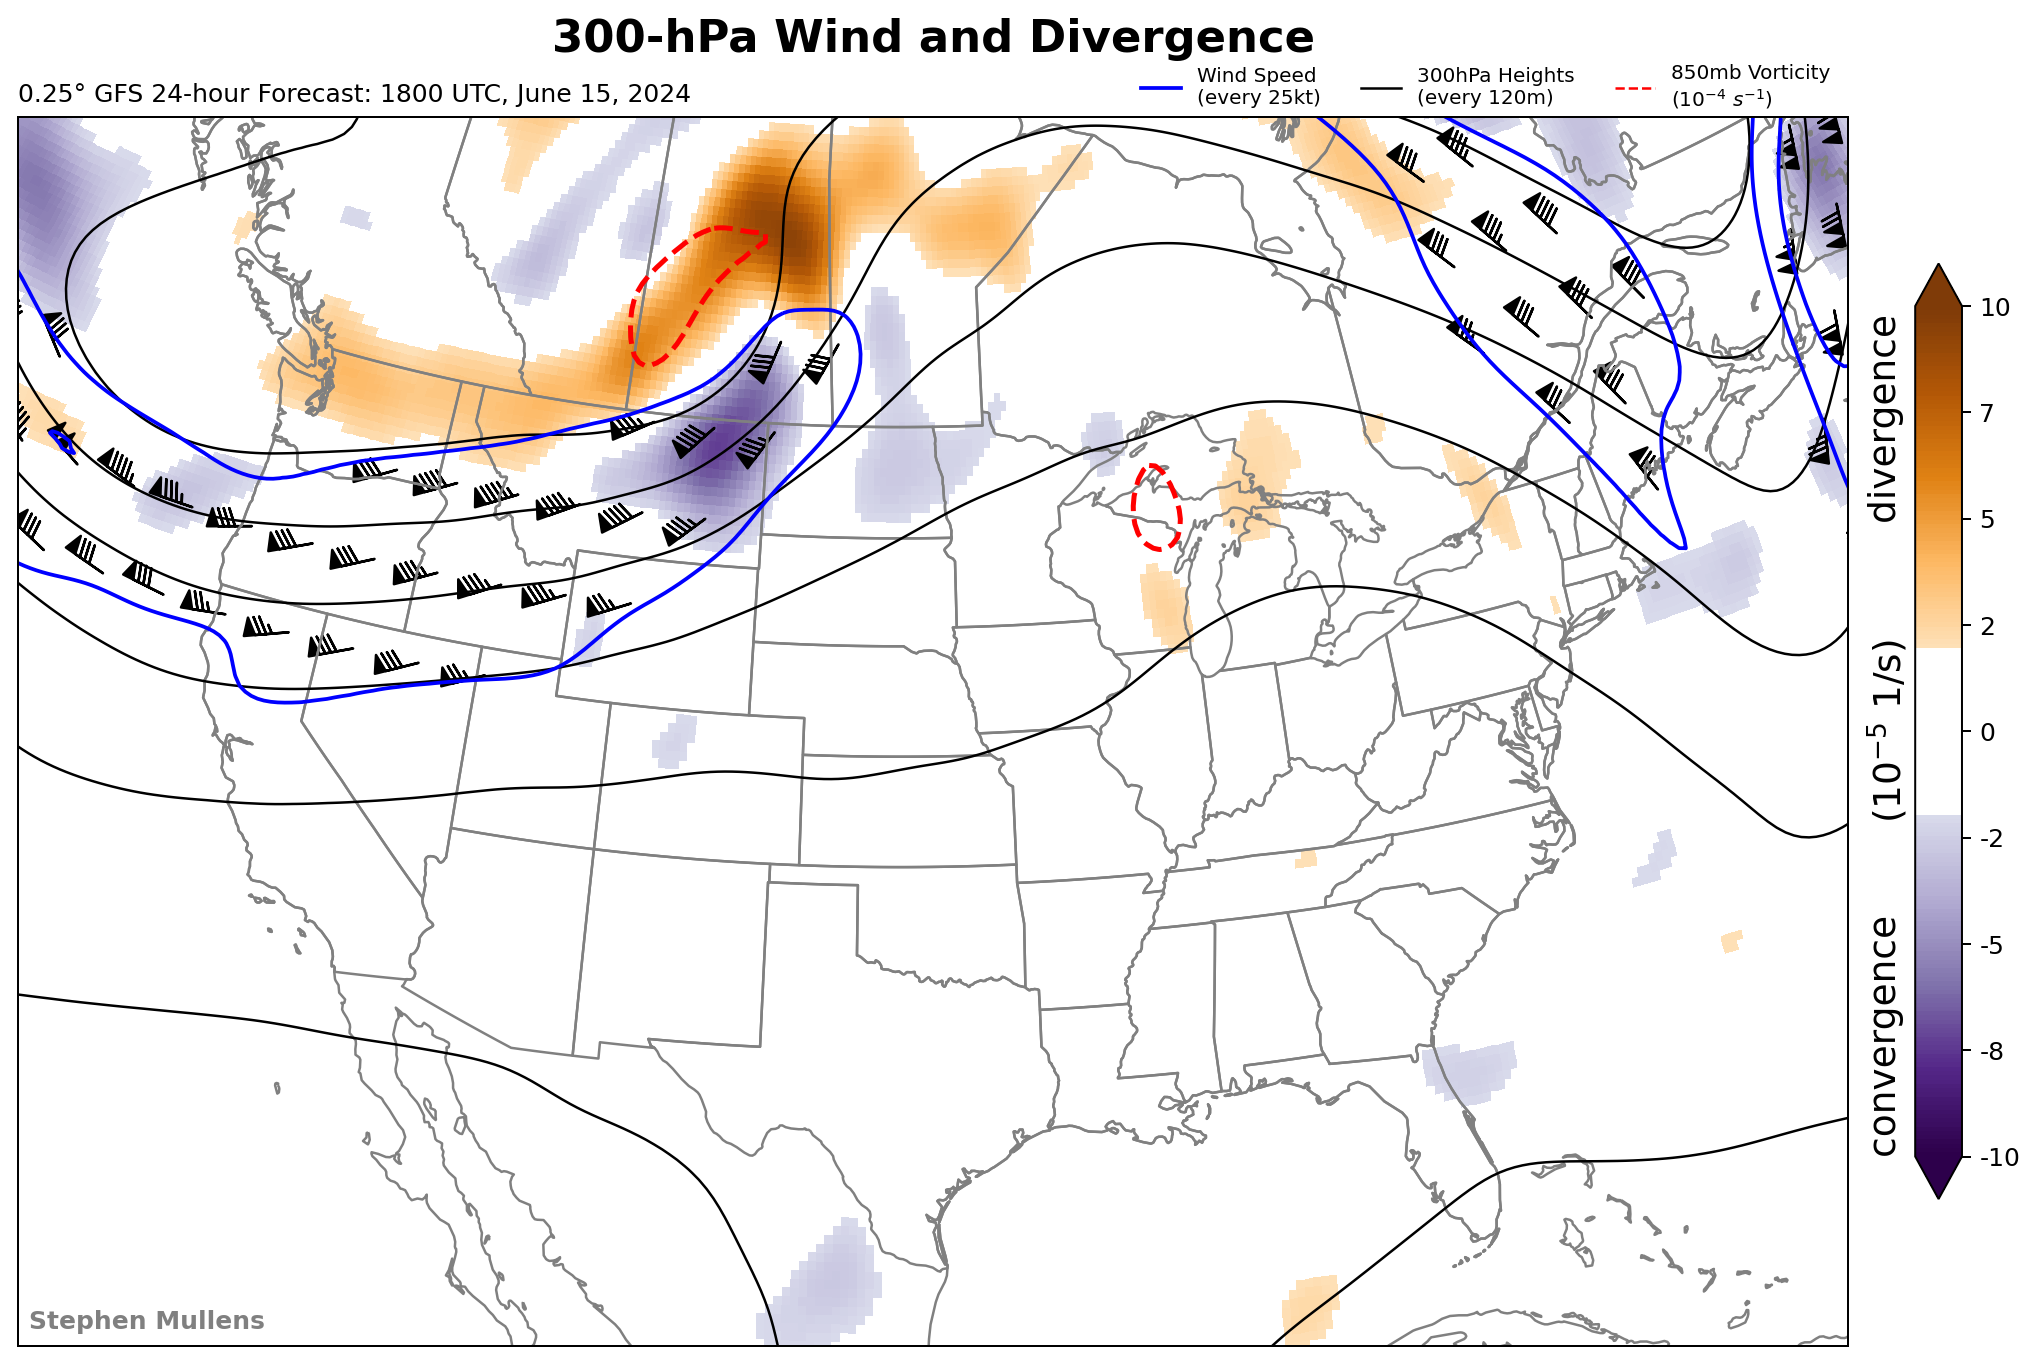 300-hPa Wind and Divergence
0.25° GFS 24-hour Forecast: 1800 UTC, June 15, 2024
Wind Speed
(every 25kt)
300hPa Heights
(every 120m)
850mb Vorticity
(10⁻⁴ s⁻¹)
10
7
5
2
0
-2
-5
-8
-10
convergence (10⁻⁵ 1/s) divergence
Stephen Mullens